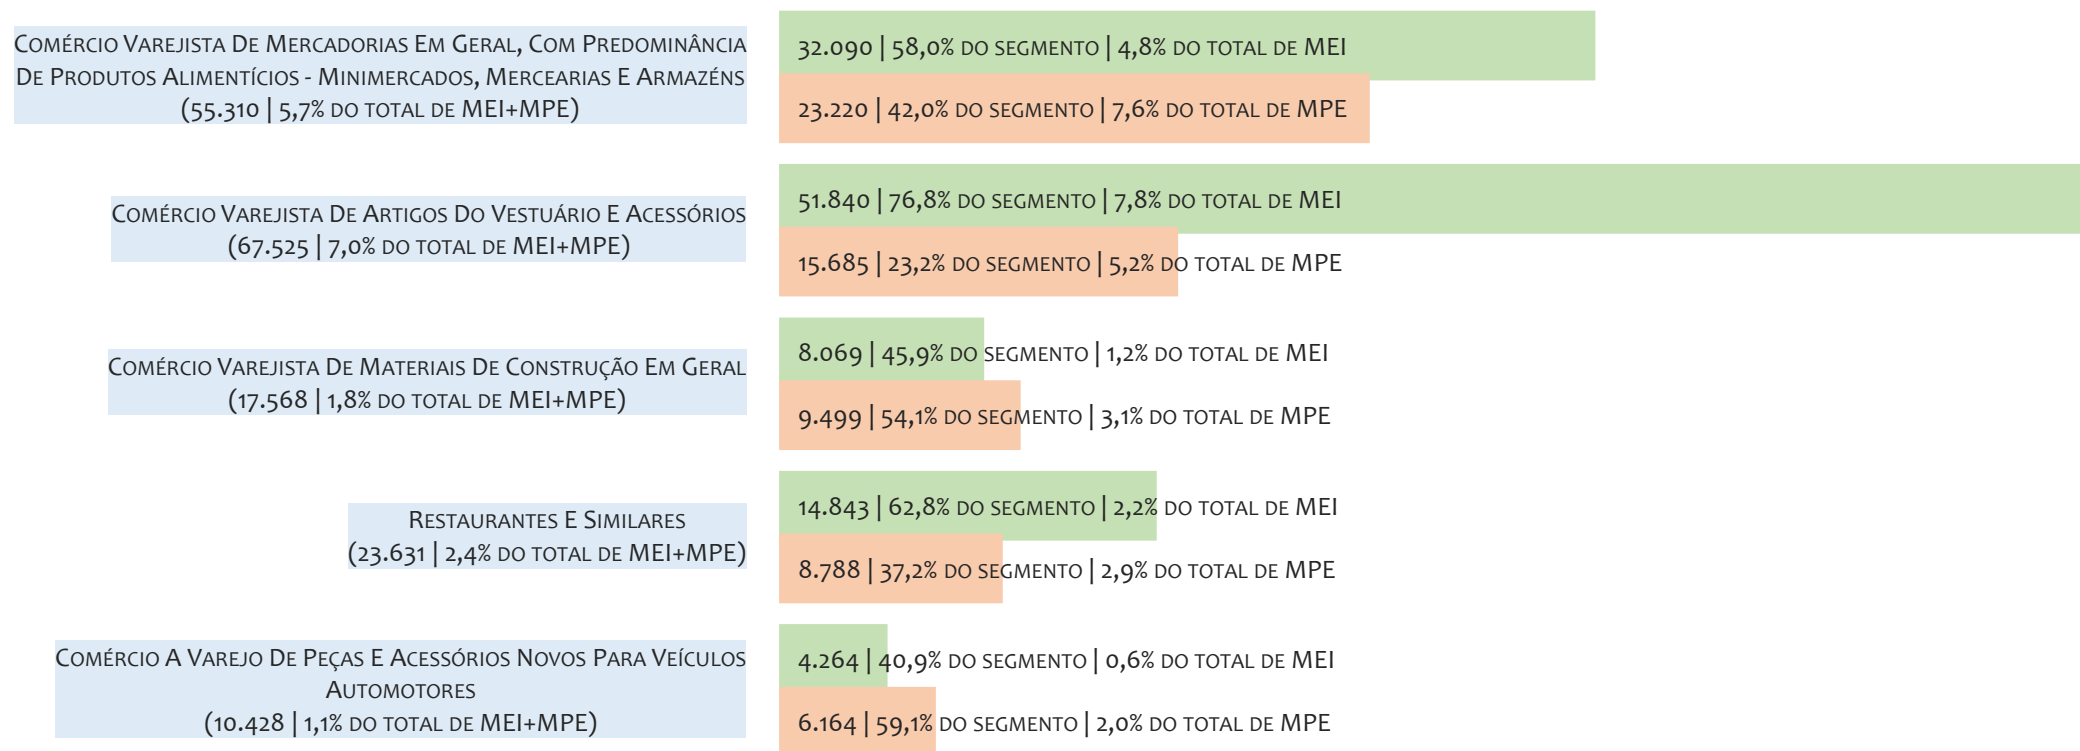 Comércio Varejista De Mercadorias Em Geral, Com Predominância
De Produtos Alimentícios - Minimercados, Mercearias E Armazéns
(55.310 | 5,7% do total de MEI+MPE)
32.090 | 58,0% do segmento | 4,8% do total de MEI
23.220 | 42,0% do segmento | 7,6% do total de MPE
Comércio Varejista De Artigos Do Vestuário E Acessórios
(67.525 | 7,0% do total de MEI+MPE)
51.840 | 76,8% do segmento | 7,8% do total de MEI
15.685 | 23,2% do segmento | 5,2% do total de MPE
Comércio Varejista De Materiais De Construção Em Geral
(17.568 | 1,8% do total de MEI+MPE)
8.069 | 45,9% do segmento | 1,2% do total de MEI
9.499 | 54,1% do segmento | 3,1% do total de MPE
Restaurantes E Similares
(23.631 | 2,4% do total de MEI+MPE)
14.843 | 62,8% do segmento | 2,2% do total de MEI
8.788 | 37,2% do segmento | 2,9% do total de MPE
Comércio A Varejo De Peças E Acessórios Novos Para Veículos
Automotores
(10.428 | 1,1% do total de MEI+MPE)
4.264 | 40,9% do segmento | 0,6% do total de MEI
6.164 | 59,1% do segmento | 2,0% do total de MPE